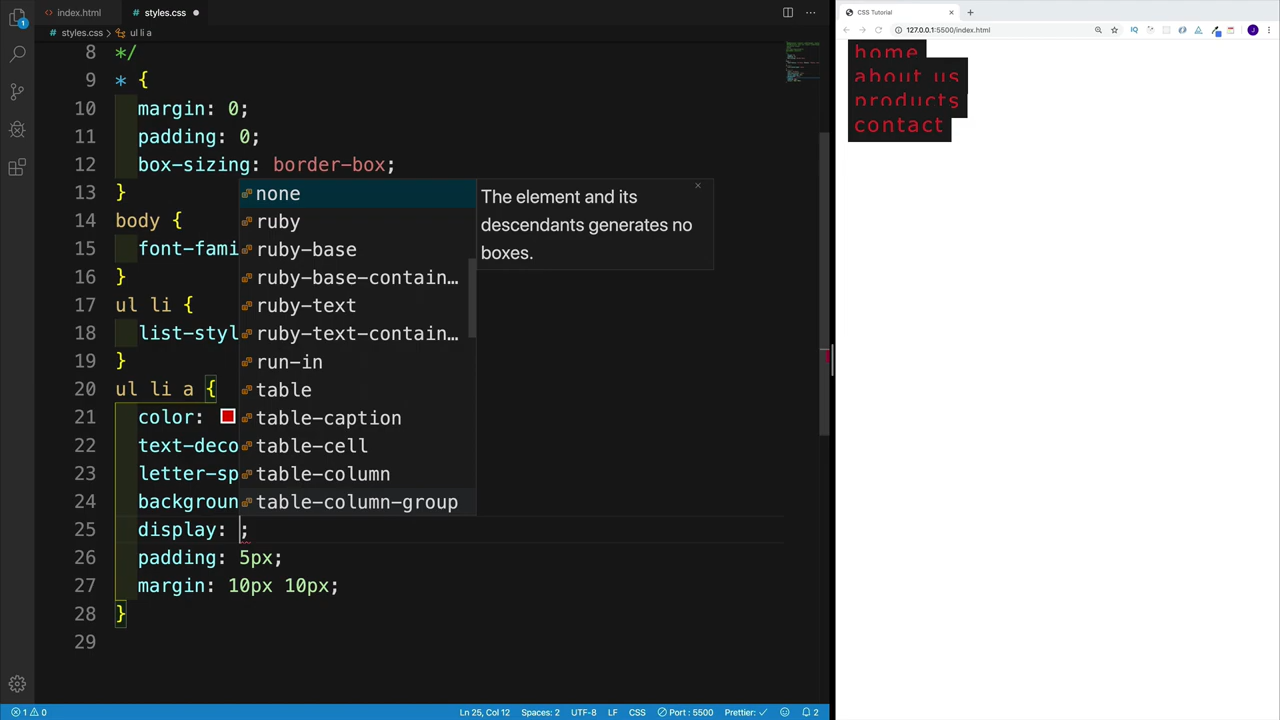 index.html
styles.css
styles.css > ul li a
8 */
9 * {
10 margin: 0;
11 padding: 0;
12 box-sizing: border-box;
13 }
14 body {
15 font-fami
16 }
17 ul li {
18 list-styl
19 }
20 ul li a {
21 color:
22 text-deco
23 letter-sp
24 backgroun
25 display: ;
26 padding: 5px;
27 margin: 10px 10px;
28 }
29
none
ruby
ruby-base
ruby-base-contain…
ruby-text
ruby-text-contain…
run-in
table
table-caption
table-cell
table-column
table-column-group
The element and its
descendants generates no
boxes.
1
1 0
Ln 25, Col 12
Spaces: 2
UTF-8
LF
CSS
Port : 5500
Prettier: ✓
2
CSS Tutorial
127.0.0.1:5500/index.html
IQ
J
home
about us
products
contact